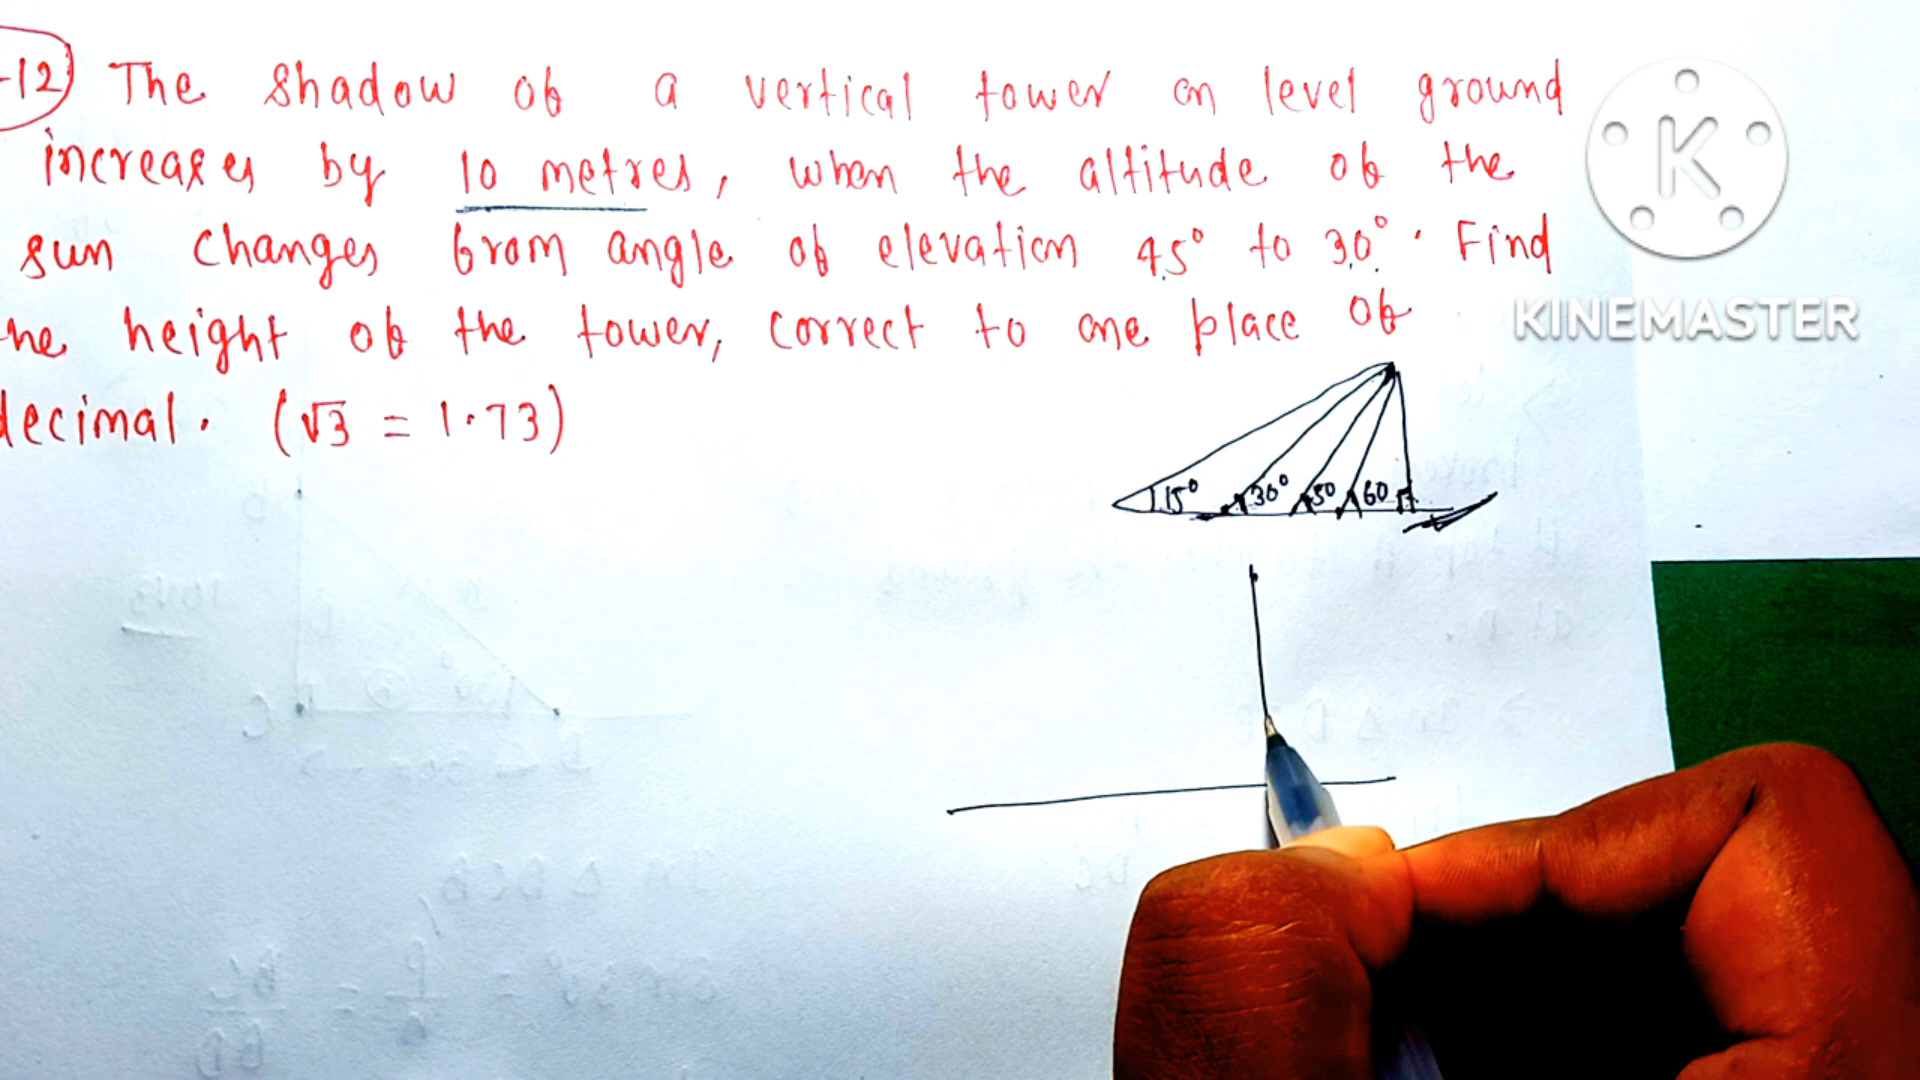 -12) The shadow of a vertical tower on level ground
increases by 10 metres, when the altitude of the
sun changes from angle of elevation 45° to 30°. Find
he height of the tower, correct to one place of
decimal. (√3 = 1.73)
K
KINEMASTER
15° 30° 50 60